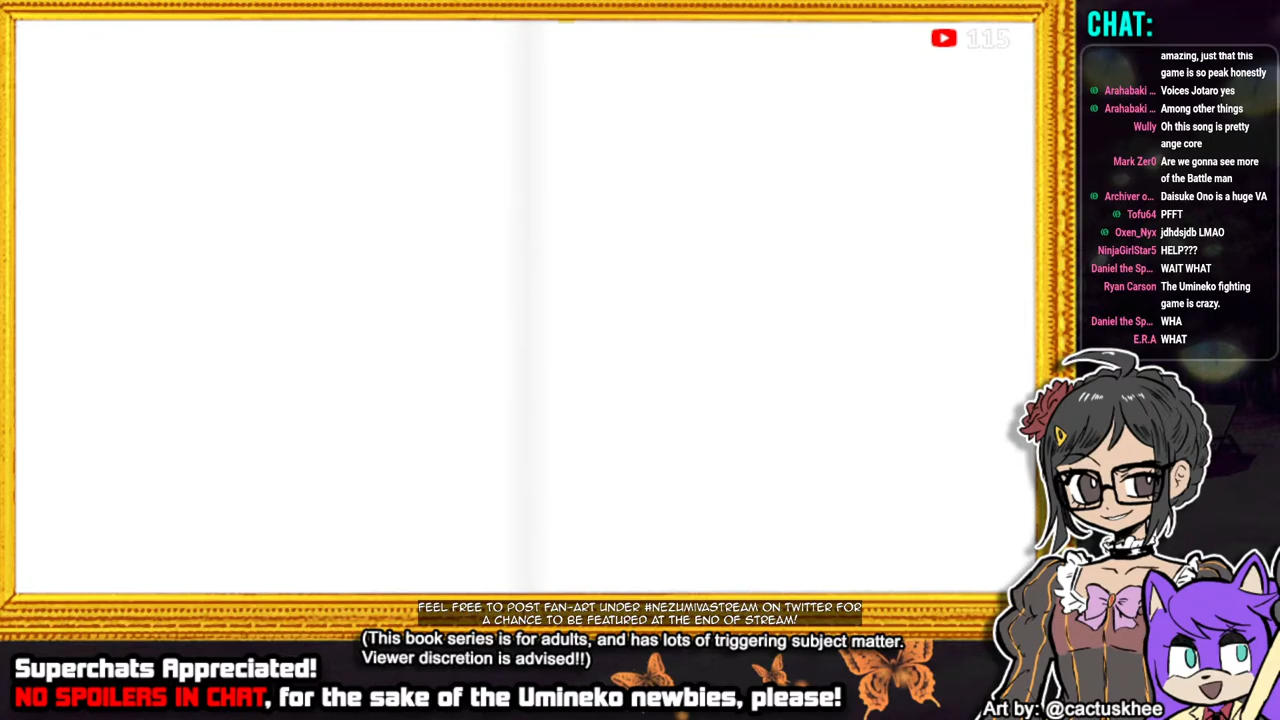 115
CHAT:
amazing, just that this
game is so peak honestly
Arahabaki ... Voices Jotaro yes
Arahabaki ... Among other things
Wully Oh this song is pretty
ange core
Mark Zer0 Are we gonna see more
of the Battle man
Archiver o... Daisuke Ono is a huge VA
Tofu64 PFFT
Oxen_Nyx jdhdsjdb LMAO
NinjaGirlStar5 HELP???
Daniel the Sp... WAIT WHAT
Ryan Carson The Umineko fighting
game is crazy.
Daniel the Sp... WHA
E.R.A WHAT
FEEL FREE TO POST FAN-ART UNDER #NEZUMIVASTREAM ON TWITTER FOR
A CHANCE TO BE FEATURED AT THE END OF STREAM!
(This book series is for adults, and has lots of triggering subject matter.
Viewer discretion is advised!!)
Superchats Appreciated!
NO SPOILERS IN CHAT, for the sake of the Umineko newbies, please!
Art by: @cactuskhee